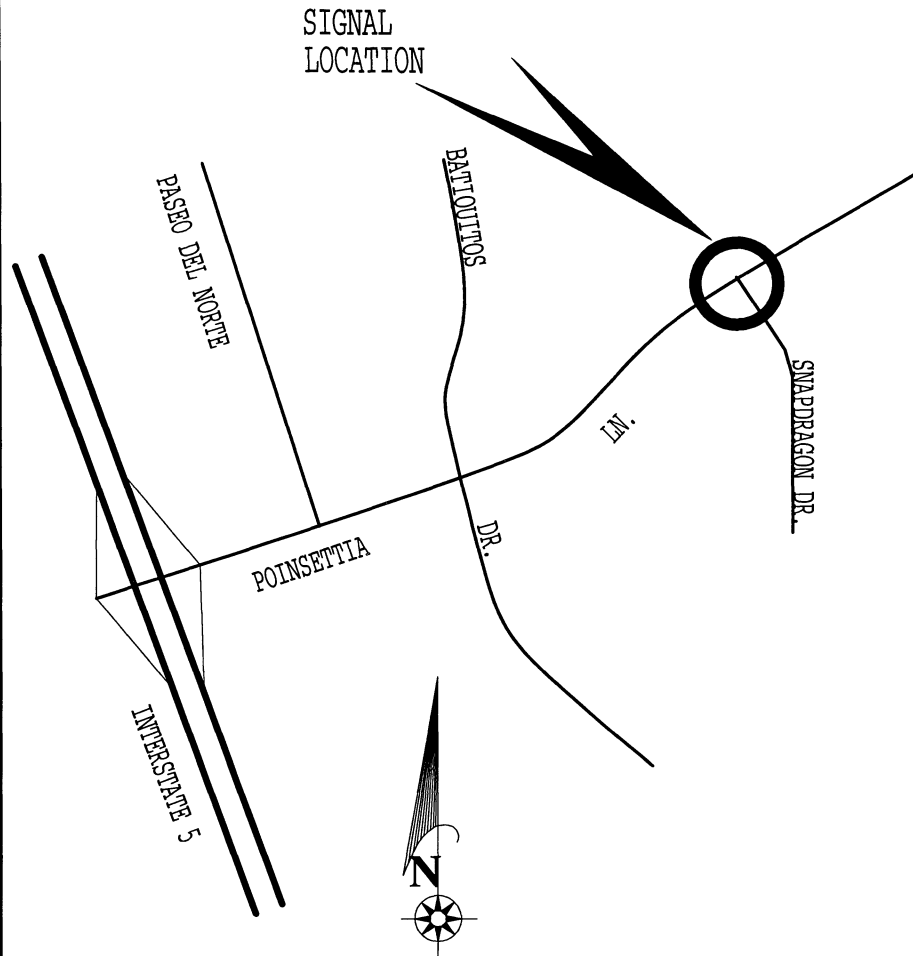 SIGNAL
LOCATION
BATIQUITOS
PASEO DEL NORTE
SNAPDRAGON DR.
LN.
DR.
POINSETTIA
INTERSTATE 5
N